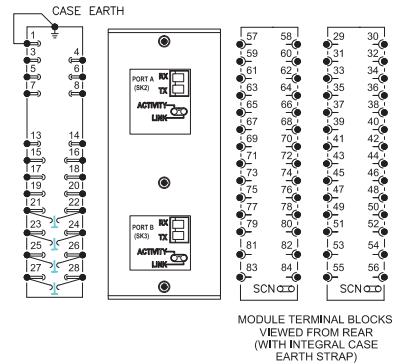 CASE EARTH
1
3 4
5 6
7 8
13 14
15 16
17 18
19 20
21 22
23 24
25 26
27 28
PORT A
(SK2)
RX
TX
ACTIVITY
LINK
PORT B
(SK3)
RX
TX
ACTIVITY
LINK
57 58
59 60
61 62
63 64
65 66
67 68
69 70
71 72
73 74
75 76
77 78
79 80
81 82
83 84
SCN
29 30
31 32
33 34
35 36
37 38
39 40
41 42
43 44
45 46
47 48
49 50
51 52
53 54
55 56
SCN
MODULE TERMINAL BLOCKS
VIEWED FROM REAR
(WITH INTEGRAL CASE
EARTH STRAP)